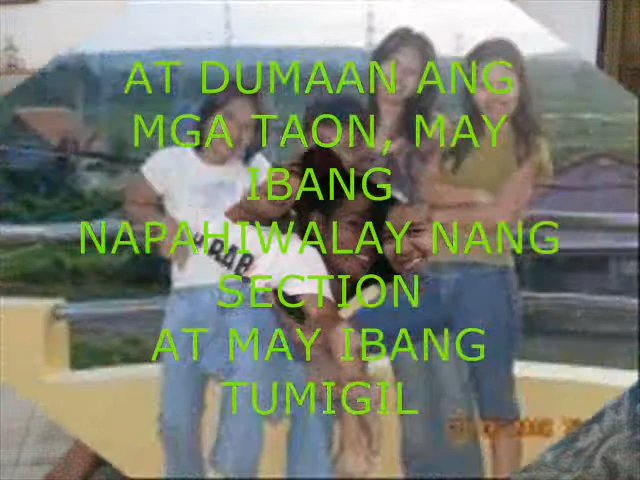 AT DUMAAN ANG
MGA TAON, MAY
IBANG
NAPAHIWALAY NANG
SECTION
AT MAY IBANG
TUMIGIL